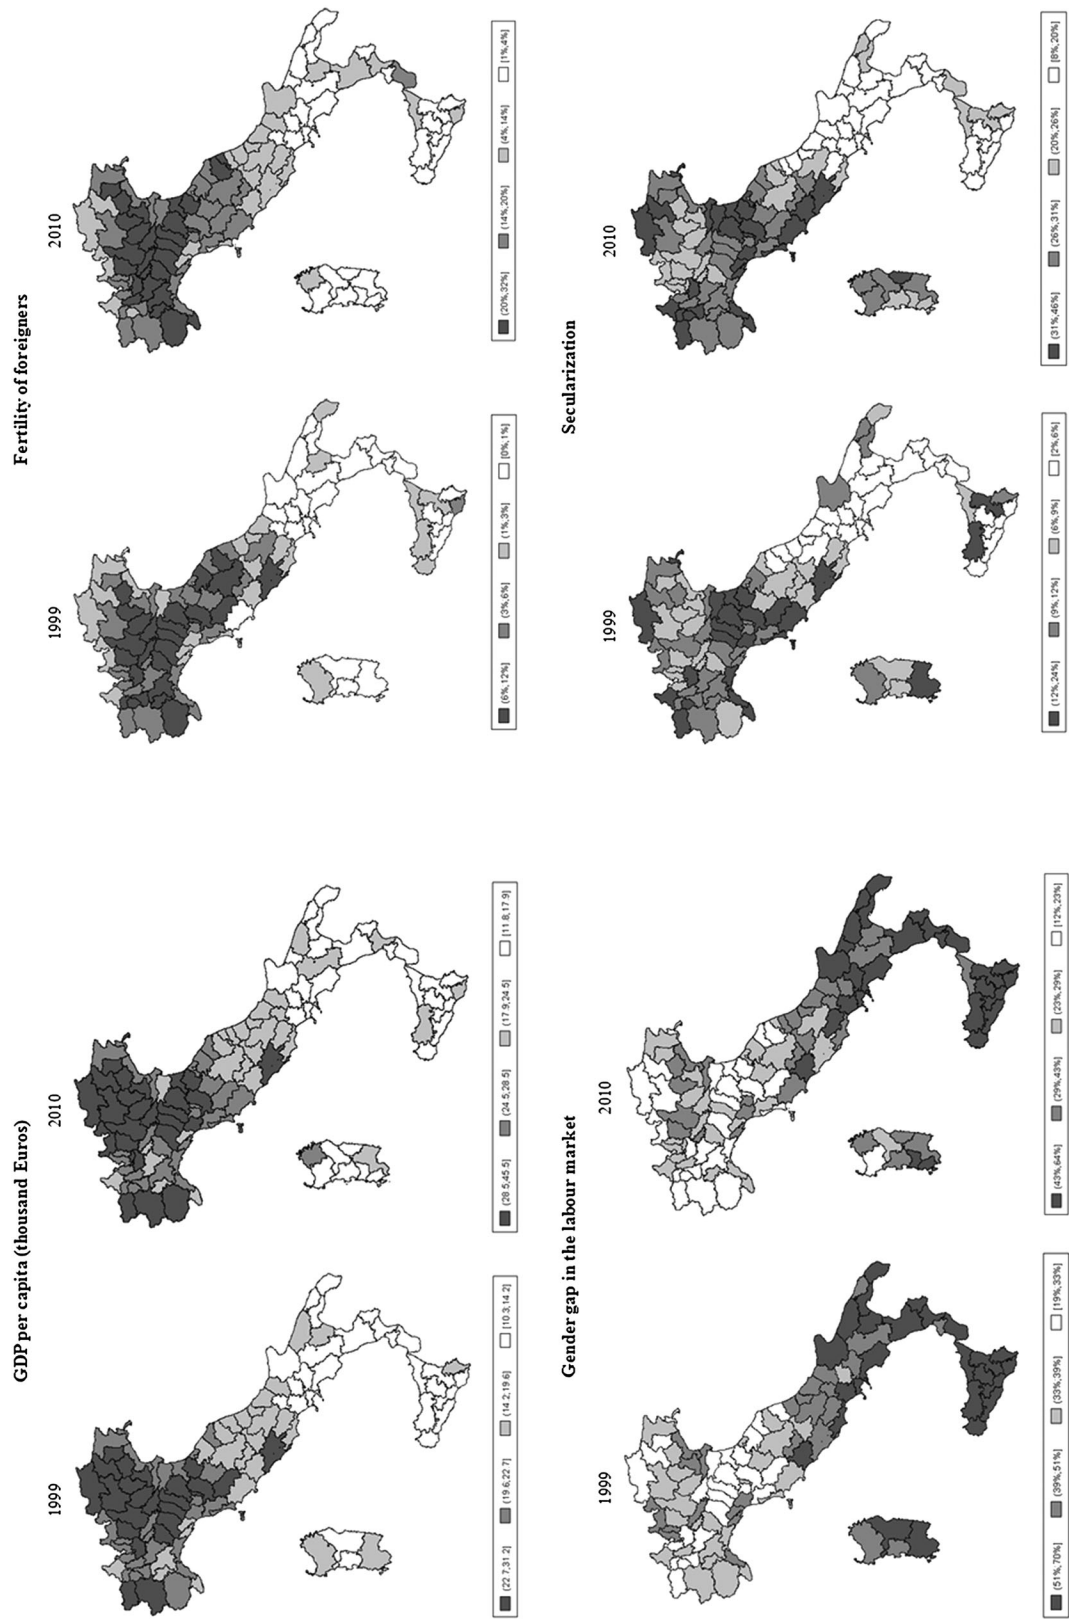 GDP per capita (thousand Euros)
1999
2010
(22.7,31.2] (19.6,22.7] (14.2,19.6] [10.3,14.2]
(28.5,45.5] (24.5,28.5] (17.9,24.5] [11.8,17.9]
Fertility of foreigners
1999
2010
(6%,12%] (3%,6%] (1%,3%] [0%,1%]
(20%,32%] (14%,20%] (4%,14%] [1%,4%]
Gender gap in the labour market
1999
2010
(51%,70%] (39%,51%] (33%,39%] [19%,33%]
(43%,64%] (29%,43%] (23%,29%] [12%,23%]
Secularization
1999
2010
(12%,24%] (9%,12%] (6%,9%] [2%,6%]
(31%,46%] (26%,31%] (20%,26%] [8%,20%]